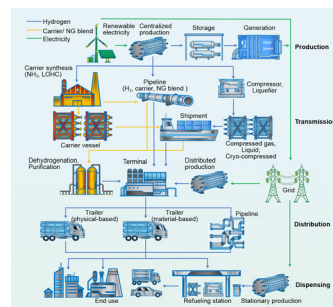 Hydrogen
Carrier/ NG blend
Electricity
Renewable
electricity
Centralized
production
Storage
Generation
Production
Carrier synthesis
(NH₃, LOHC)
Pipeline
(H₂, carrier, NG blend )
Compressor,
Liquefier
Transmission
Shipment
Carrier vessel
Compressed gas,
Liquid,
Cryo-compressed
Dehydrogenation,
Purification
Terminal
Distributed
production
Grid
Distribution
Trailer
(physical-based)
Trailer
(material-based)
Pipeline
Dispensing
End use
Refueling station
Stationary production